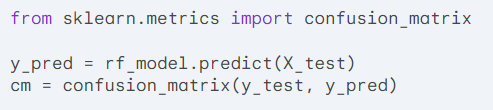 from sklearn.metrics import confusion_matrix
y_pred = rf_model.predict(X_test)
cm = confusion_matrix(y_test, y_pred)